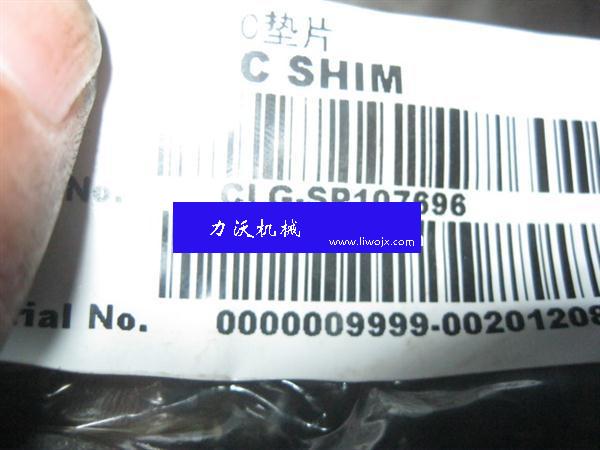 C垫片
C SHIM
No. CLG-SP107696
力沃机械
www.liwojx.com
rial No. 0000009999-00201208